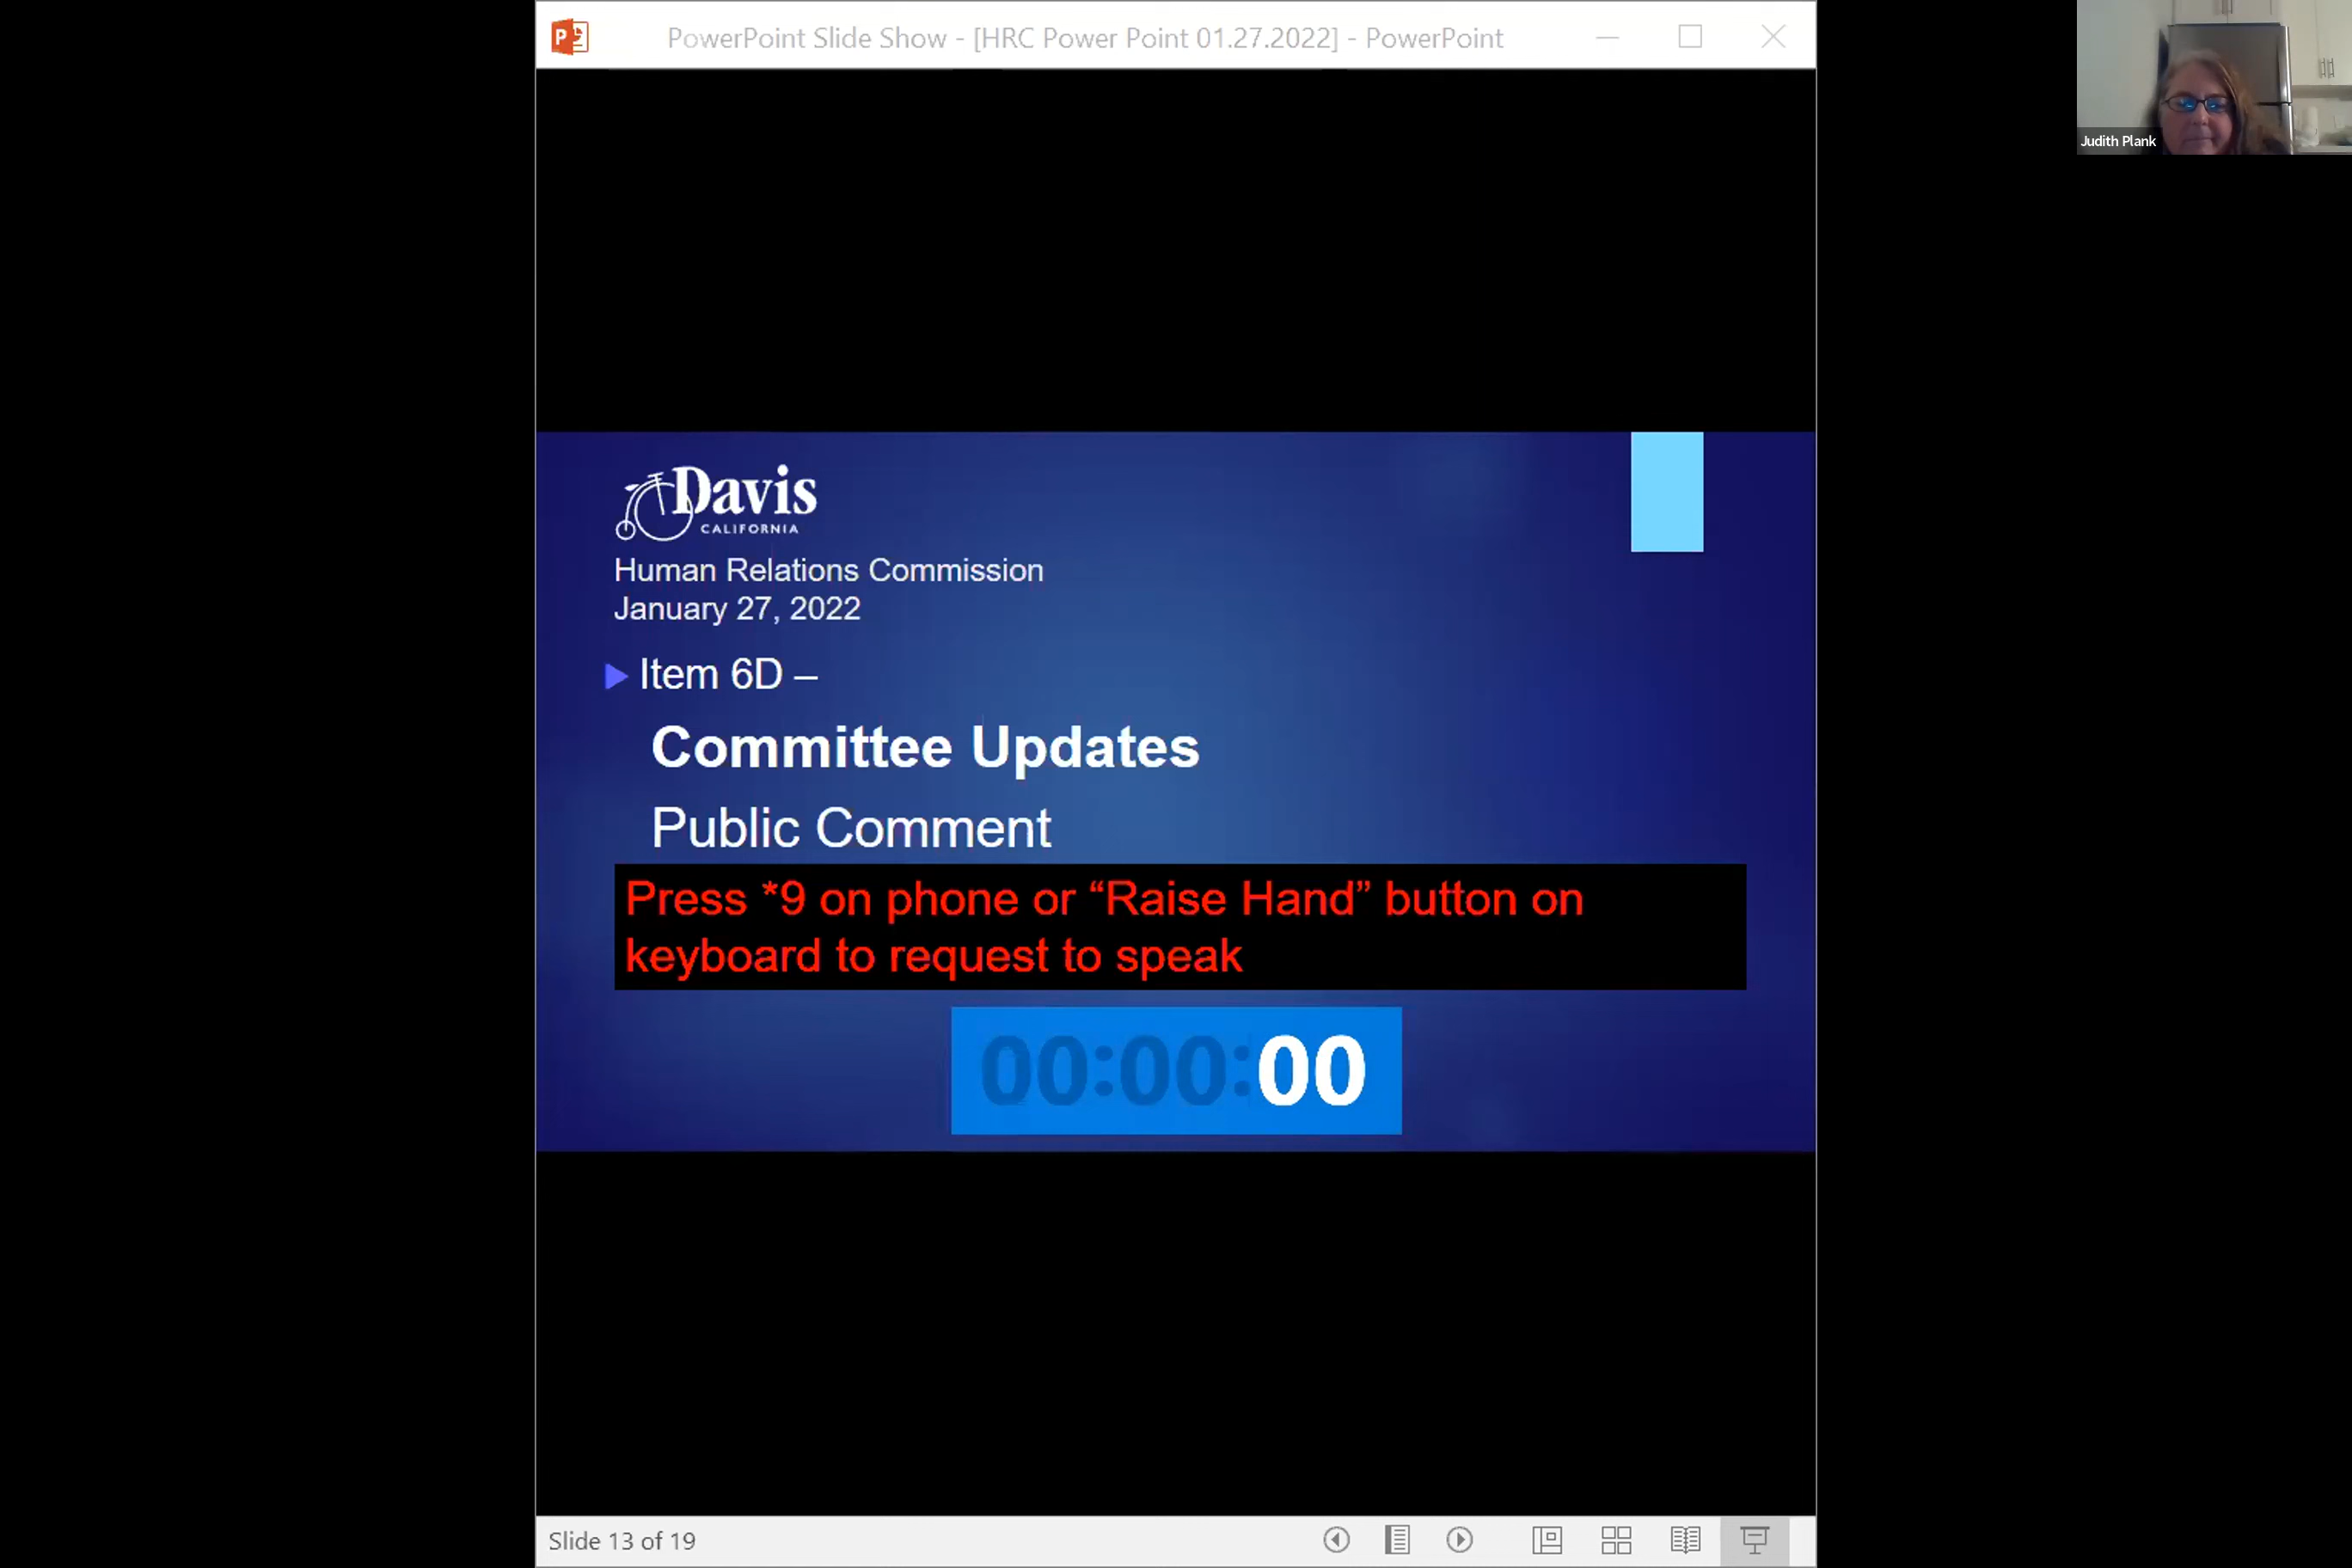 PowerPoint Slide Show - [HRC Power Point 01.27.2022] - PowerPoint
Judith Plank
Davis
CALIFORNIA
Human Relations Commission
January 27, 2022
Item 6D –
Committee Updates
Public Comment
Press *9 on phone or “Raise Hand” button on
keyboard to request to speak
00:00:00
Slide 13 of 19